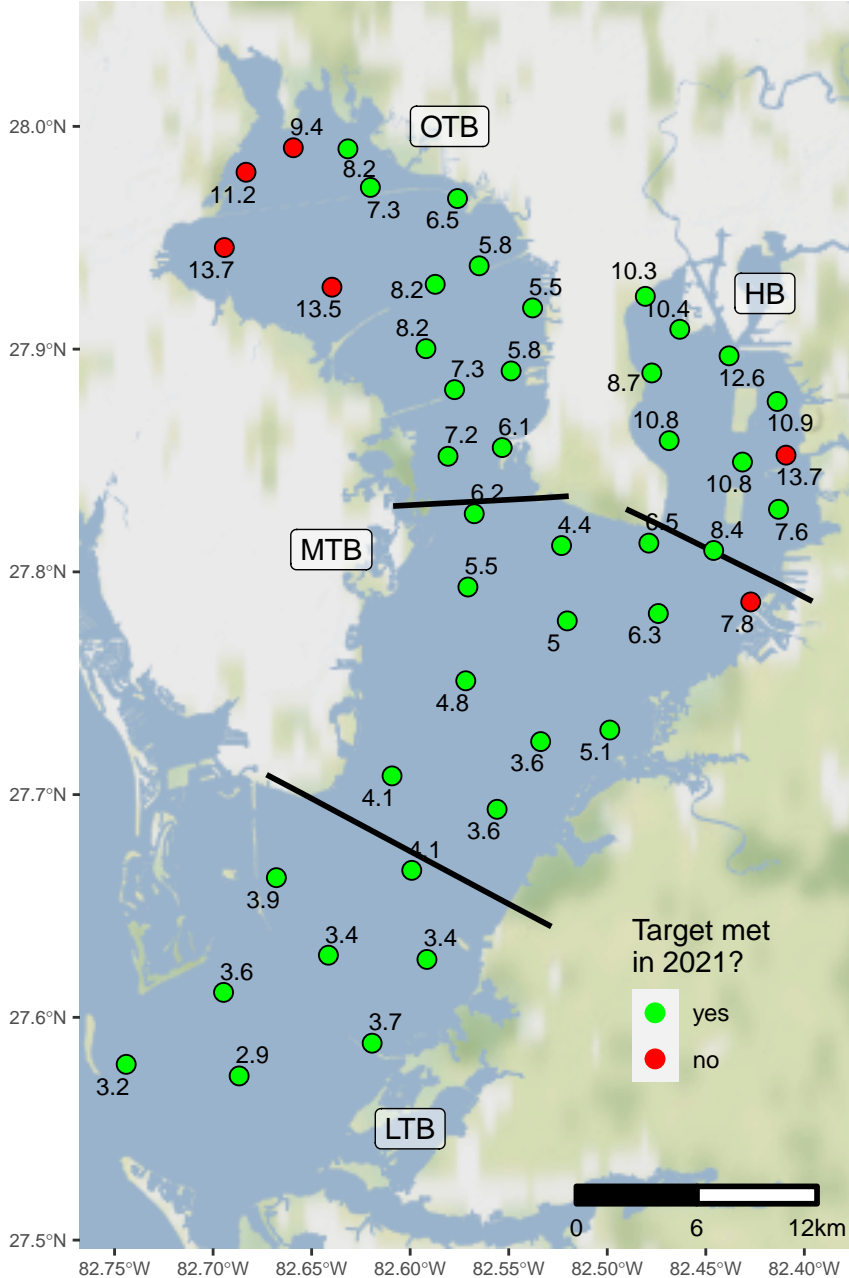 28.0°N
27.9°N
27.8°N
27.7°N
27.6°N
27.5°N
OTB
9.4
8.2
11.2
7.3
6.5
13.7
5.8
8.2
13.5
5.5
8.2
5.8
7.3
7.2
6.1
HB
10.3
10.4
8.7
12.6
10.9
10.8
10.8
13.7
7.6
6.2
MTB
4.4
6.5
8.4
5.5
5
6.3
7.8
4.8
3.6
5.1
4.1
3.6
4.1
3.9
3.4
3.4
3.6
3.7
3.2
2.9
LTB
Target met
in 2021?
yes
no
0 6 12km
82.75°W 82.70°W 82.65°W 82.60°W 82.55°W 82.50°W 82.45°W 82.40°W